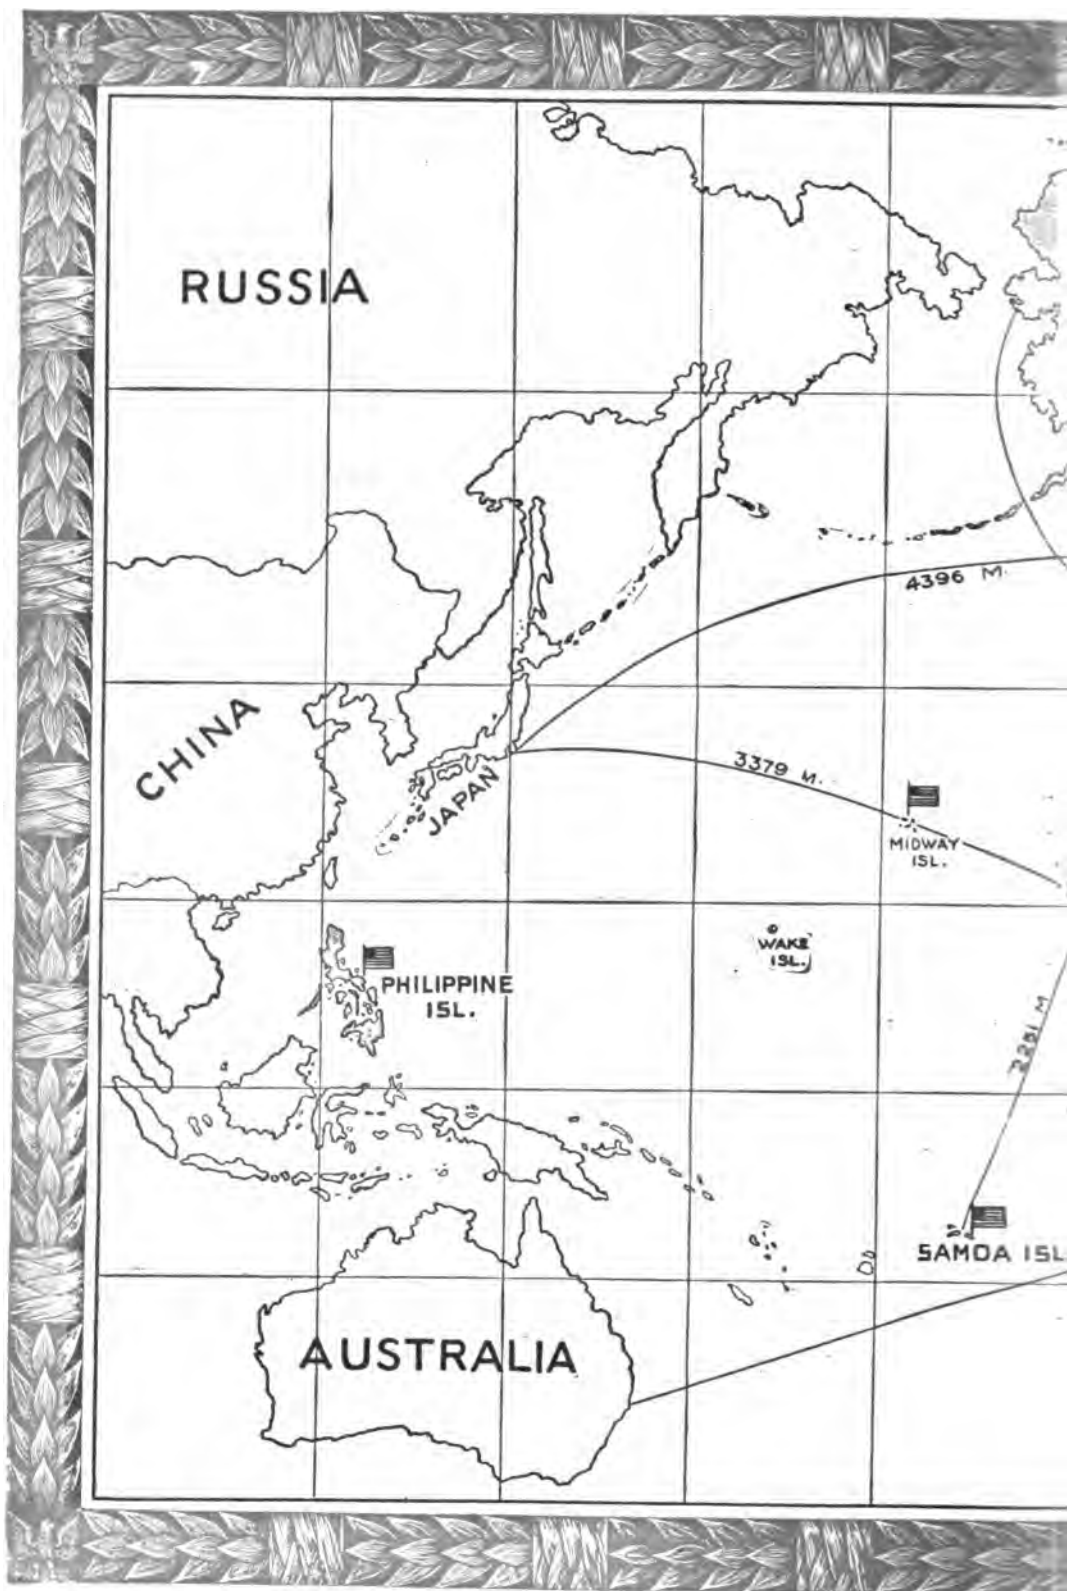 RUSSIA
4396 M.
CHINA
3379 M.
JAPAN
MIDWAY
ISL.
WAKE
ISL.
PHILIPPINE
ISL.
2281 M
SAMOA ISL
AUSTRALIA